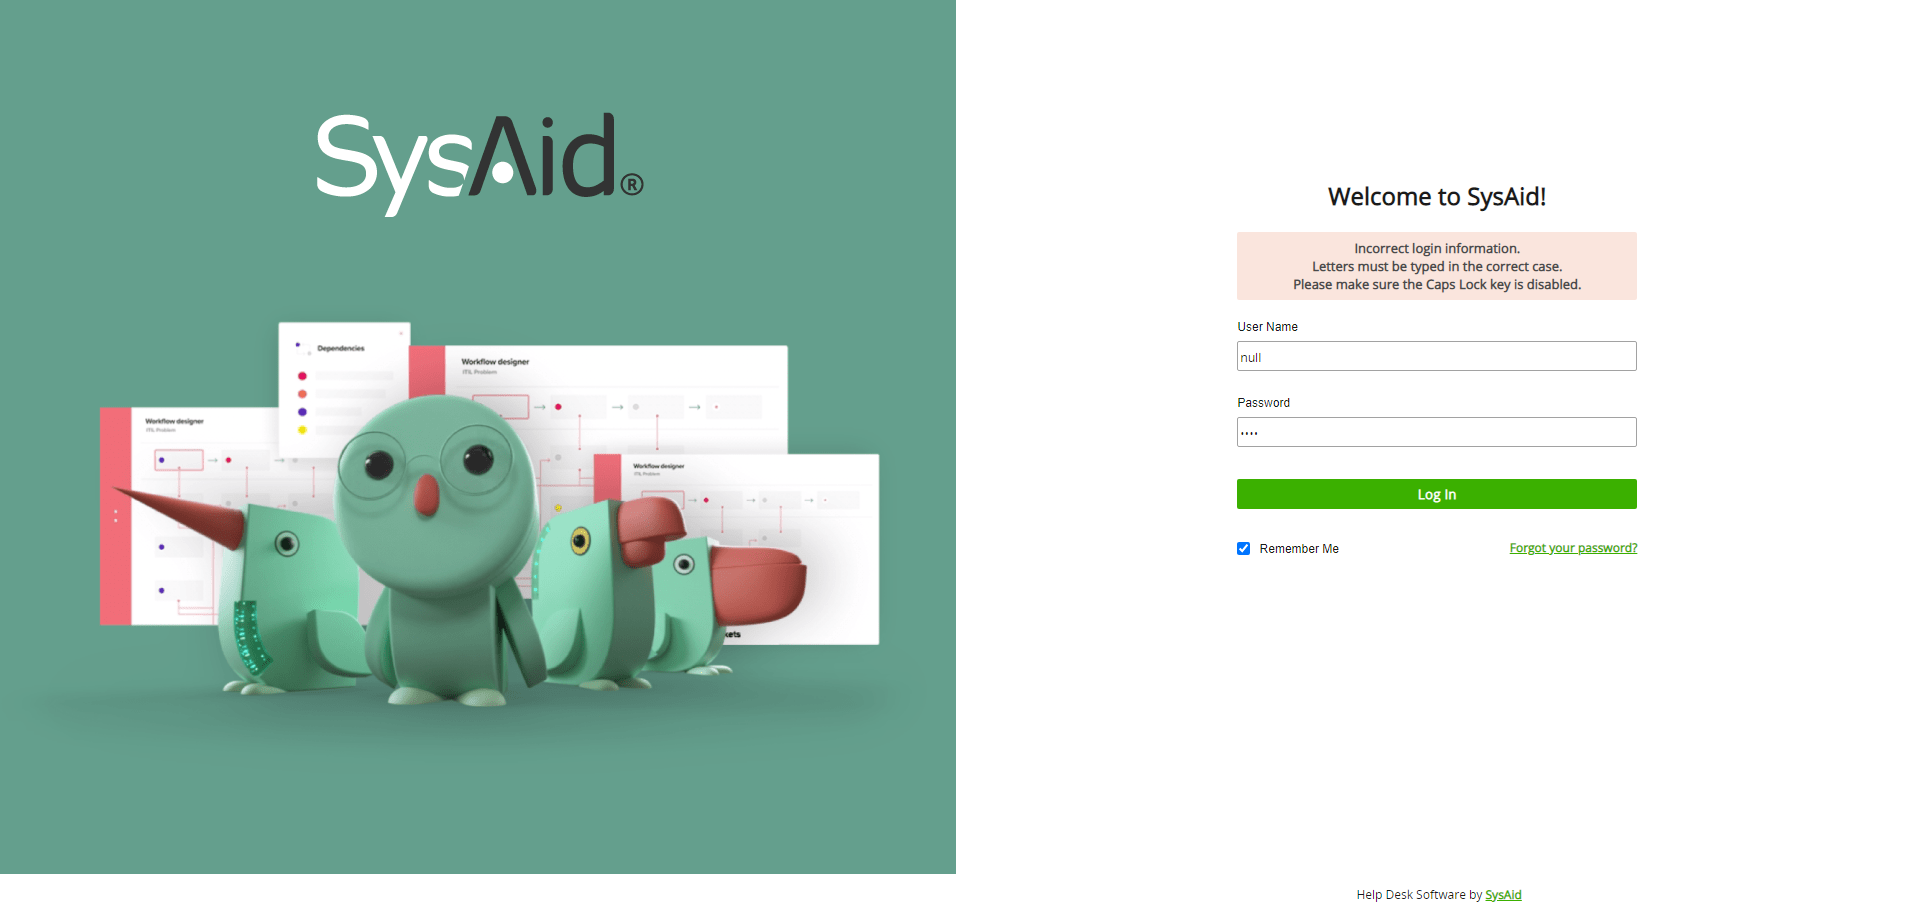 SysAid®
Dependencies
Workflow designer
ITIL Problem
Workflow designer
ITIL Problem
Workflow designer
ITIL Problem
kets
Welcome to SysAid!
Incorrect login information.
Letters must be typed in the correct case.
Please make sure the Caps Lock key is disabled.
User Name
null
Password
Log In
Remember Me
Forgot your password?
Help Desk Software by SysAid